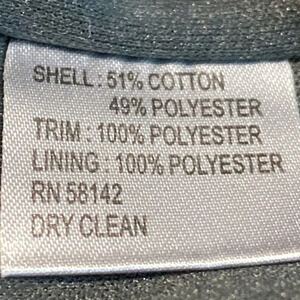 SHELL : 51% COTTON
49% POLYESTER
TRIM : 100% POLYESTER
LINING : 100% POLYESTER
RN 58142
DRY CLEAN